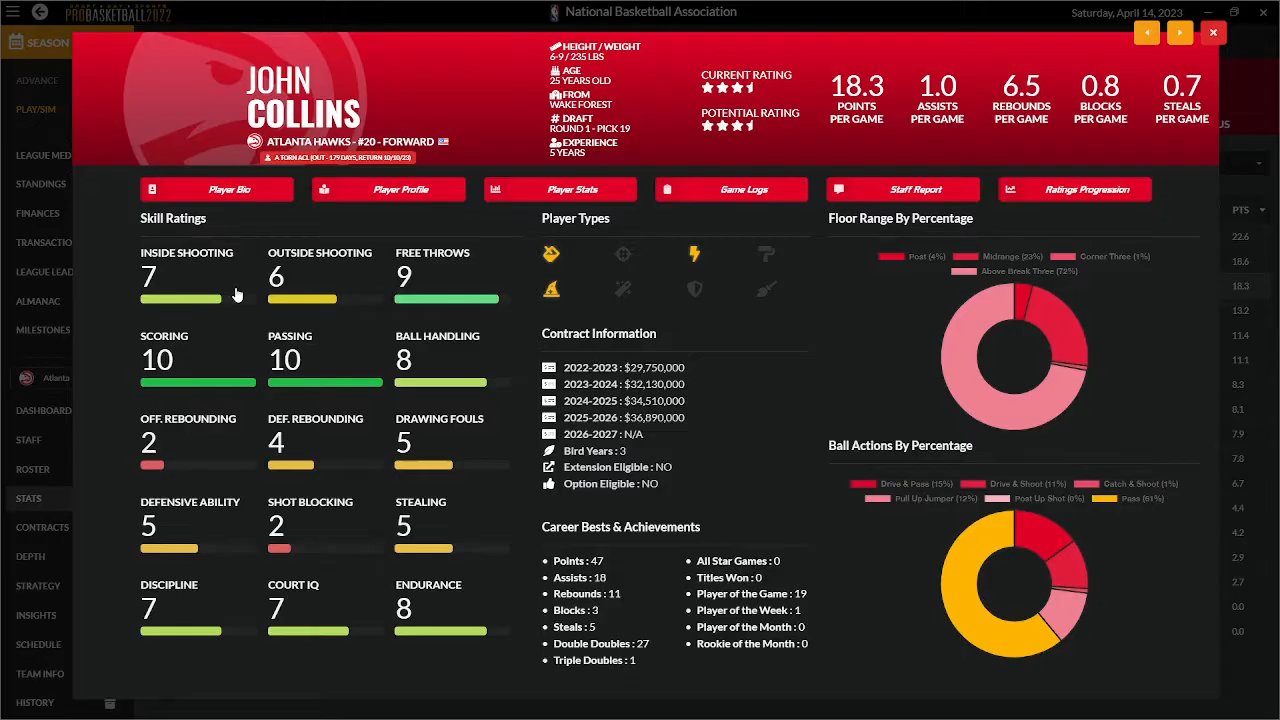 DRAFT DAY SPORTS
PROBASKETBALL2022
National Basketball Association
Saturday, April 14, 2023
SEASON
ADVANCE
PLAY/SIM
LEAGUE MED
STANDINGS
FINANCES
TRANSACTIO
LEAGUE LEAD
ALMANAC
MILESTONES
Atlanta
DASHBOARD
STAFF
ROSTER
STATS
CONTRACTS
DEPTH
STRATEGY
INSIGHTS
SCHEDULE
TEAM INFO
HISTORY
JOHN
COLLINS
ATLANTA HAWKS - #20 - FORWARD
A TORN ACL (OUT - 179 DAYS, RETURN 10/10/23)
HEIGHT / WEIGHT
6-9 / 235 LBS
AGE
25 YEARS OLD
FROM
WAKE FOREST
DRAFT
ROUND 1 - PICK 19
EXPERIENCE
5 YEARS
CURRENT RATING
POTENTIAL RATING
18.3
POINTS
PER GAME
1.0
ASSISTS
PER GAME
6.5
REBOUNDS
PER GAME
0.8
BLOCKS
PER GAME
0.7
STEALS
PER GAME
US
Player Bio
Player Profile
Player Stats
Game Logs
Staff Report
Ratings Progression
Skill Ratings
INSIDE SHOOTING
7
OUTSIDE SHOOTING
6
FREE THROWS
9
SCORING
10
PASSING
10
BALL HANDLING
8
OFF. REBOUNDING
2
DEF. REBOUNDING
4
DRAWING FOULS
5
DEFENSIVE ABILITY
5
SHOT BLOCKING
2
STEALING
5
DISCIPLINE
7
COURT IQ
7
ENDURANCE
8
Player Types
Contract Information
2022-2023 : $29,750,000
2023-2024 : $32,130,000
2024-2025 : $34,510,000
2025-2026 : $36,890,000
2026-2027 : N/A
Bird Years : 3
Extension Eligible : NO
Option Eligible : NO
Career Bests & Achievements
Points : 47
Assists : 18
Rebounds : 11
Blocks : 3
Steals : 5
Double Doubles : 27
Triple Doubles : 1
All Star Games : 0
Titles Won : 0
Player of the Game : 19
Player of the Week : 1
Player of the Month : 0
Rookie of the Month : 0
Floor Range By Percentage
Post (4%) Midrange (23%) Corner Three (1%)
Above Break Three (72%)
Ball Actions By Percentage
Drive & Pass (15%) Drive & Shoot (11%) Catch & Shoot (1%)
Pull Up Jumper (12%) Post Up Shot (0%) Pass (61%)
PTS
22.6
18.6
18.3
13.2
11.4
11.1
8.3
8.1
7.9
7.8
6.7
4.4
4.2
2.9
2.7
0.0
0.0